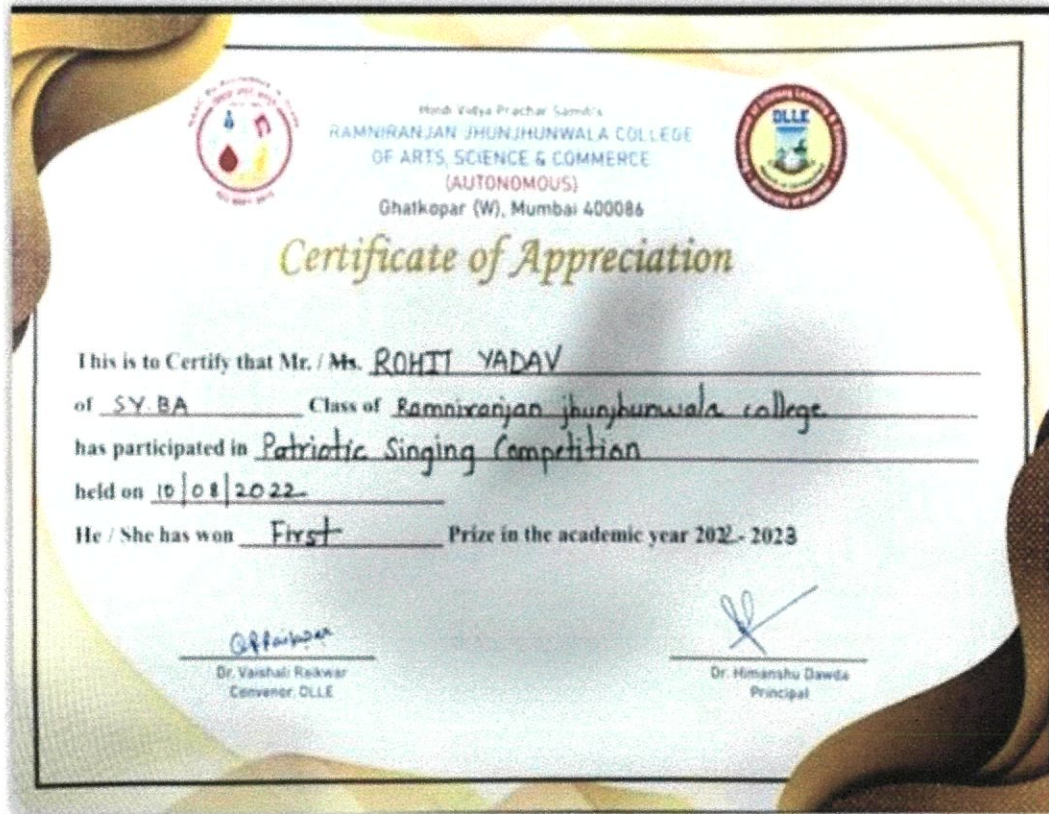 Hindi Vidya Prachar Samiti's
RAMNIRANJAN JHUNJHUNWALA COLLEGE
OF ARTS, SCIENCE & COMMERCE
(AUTONOMOUS)
Ghatkopar (W), Mumbai 400086
DLLE
Certificate of Appreciation
This is to Certify that Mr. / Ms. ROHIT YADAV
of SY.BA Class of Ramniranjan jhunjhunwala college
has participated in Patriotic Singing Competition
held on 10|08|2022
He / She has won First Prize in the academic year 2022 - 2023
Dr. Vaishali Raikwar
Convenor, DLLE
Dr. Himanshu Dawda
Principal